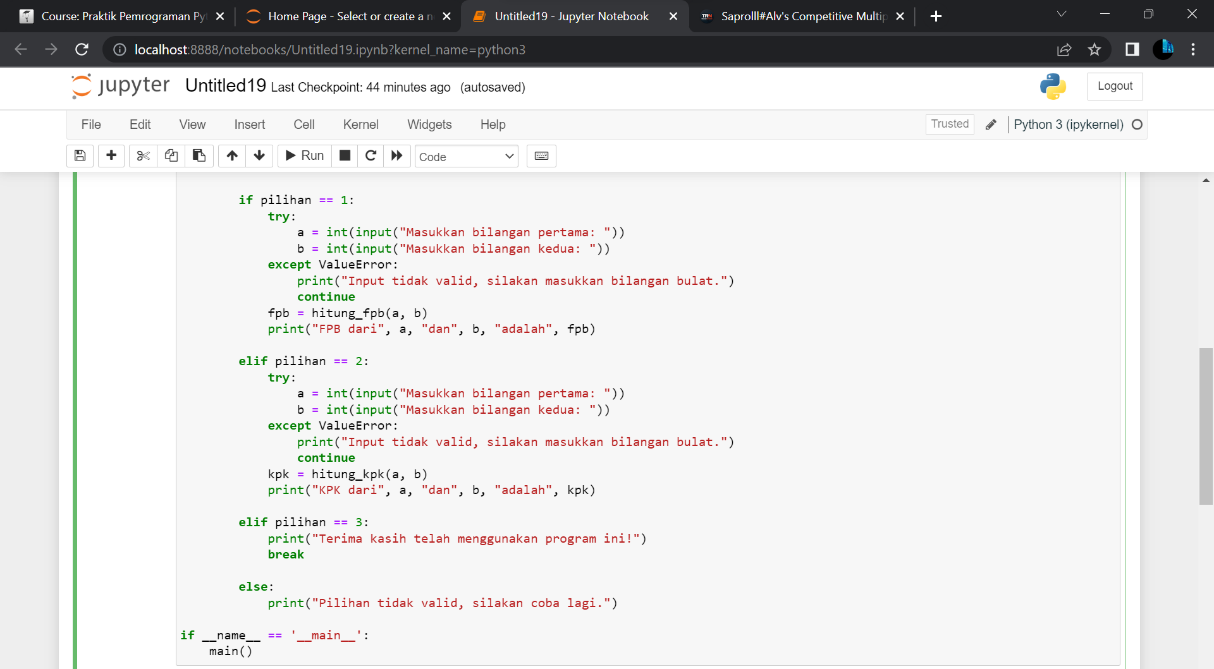 Course: Praktik Pemrograman Py
Home Page - Select or create a n
Untitled19 - Jupyter Notebook
Saprolll#Alv's Competitive Multip
localhost:8888/notebooks/Untitled19.ipynb?kernel_name=python3
jupyter Untitled19 Last Checkpoint: 44 minutes ago (autosaved)
Logout
File Edit View Insert Cell Kernel Widgets Help
Trusted Python 3 (ipykernel)
Run Code
if pilihan == 1:
try:
a = int(input("Masukkan bilangan pertama: "))
b = int(input("Masukkan bilangan kedua: "))
except ValueError:
print("Input tidak valid, silakan masukkan bilangan bulat.")
continue
fpb = hitung_fpb(a, b)
print("FPB dari", a, "dan", b, "adalah", fpb)
elif pilihan == 2:
try:
a = int(input("Masukkan bilangan pertama: "))
b = int(input("Masukkan bilangan kedua: "))
except ValueError:
print("Input tidak valid, silakan masukkan bilangan bulat.")
continue
kpk = hitung_kpk(a, b)
print("KPK dari", a, "dan", b, "adalah", kpk)
elif pilihan == 3:
print("Terima kasih telah menggunakan program ini!")
break
else:
print("Pilihan tidak valid, silakan coba lagi.")
if __name__ == '__main__':
main()